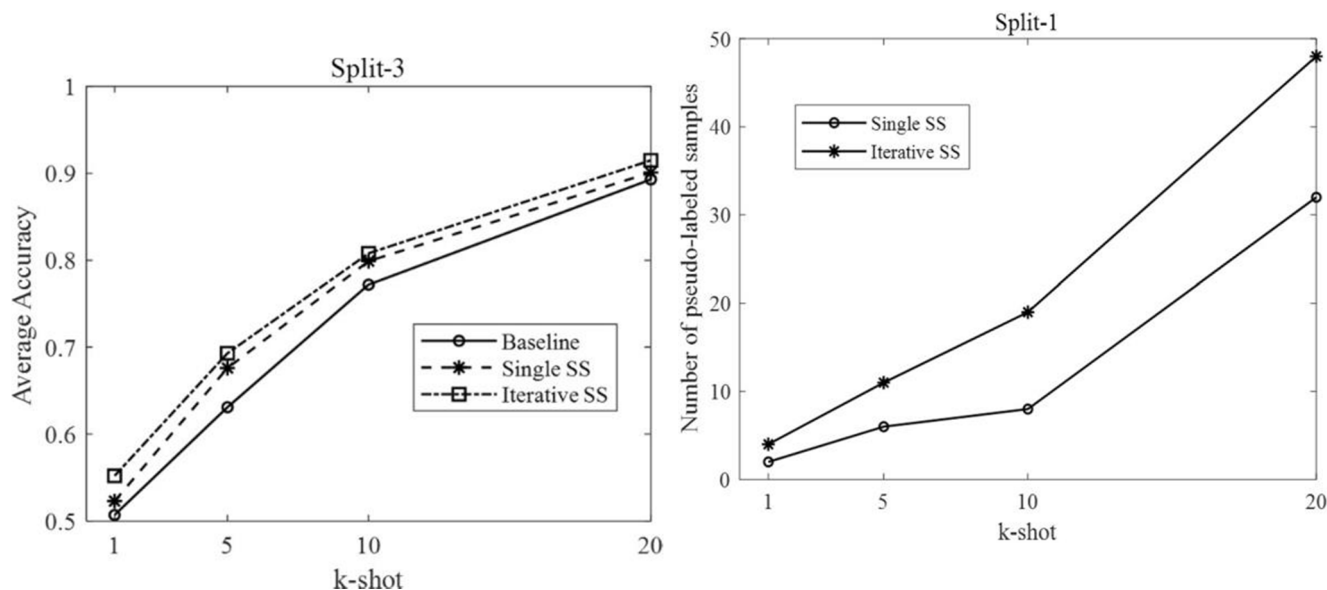 Split-3
1
0.9
0.8
0.7
0.6
0.5
Average Accuracy
Baseline
Single SS
Iterative SS
1 5 10 20
k-shot
Split-1
50
40
30
20
10
0
Number of pseudo-labeled samples
Single SS
Iterative SS
1 5 10 20
k-shot